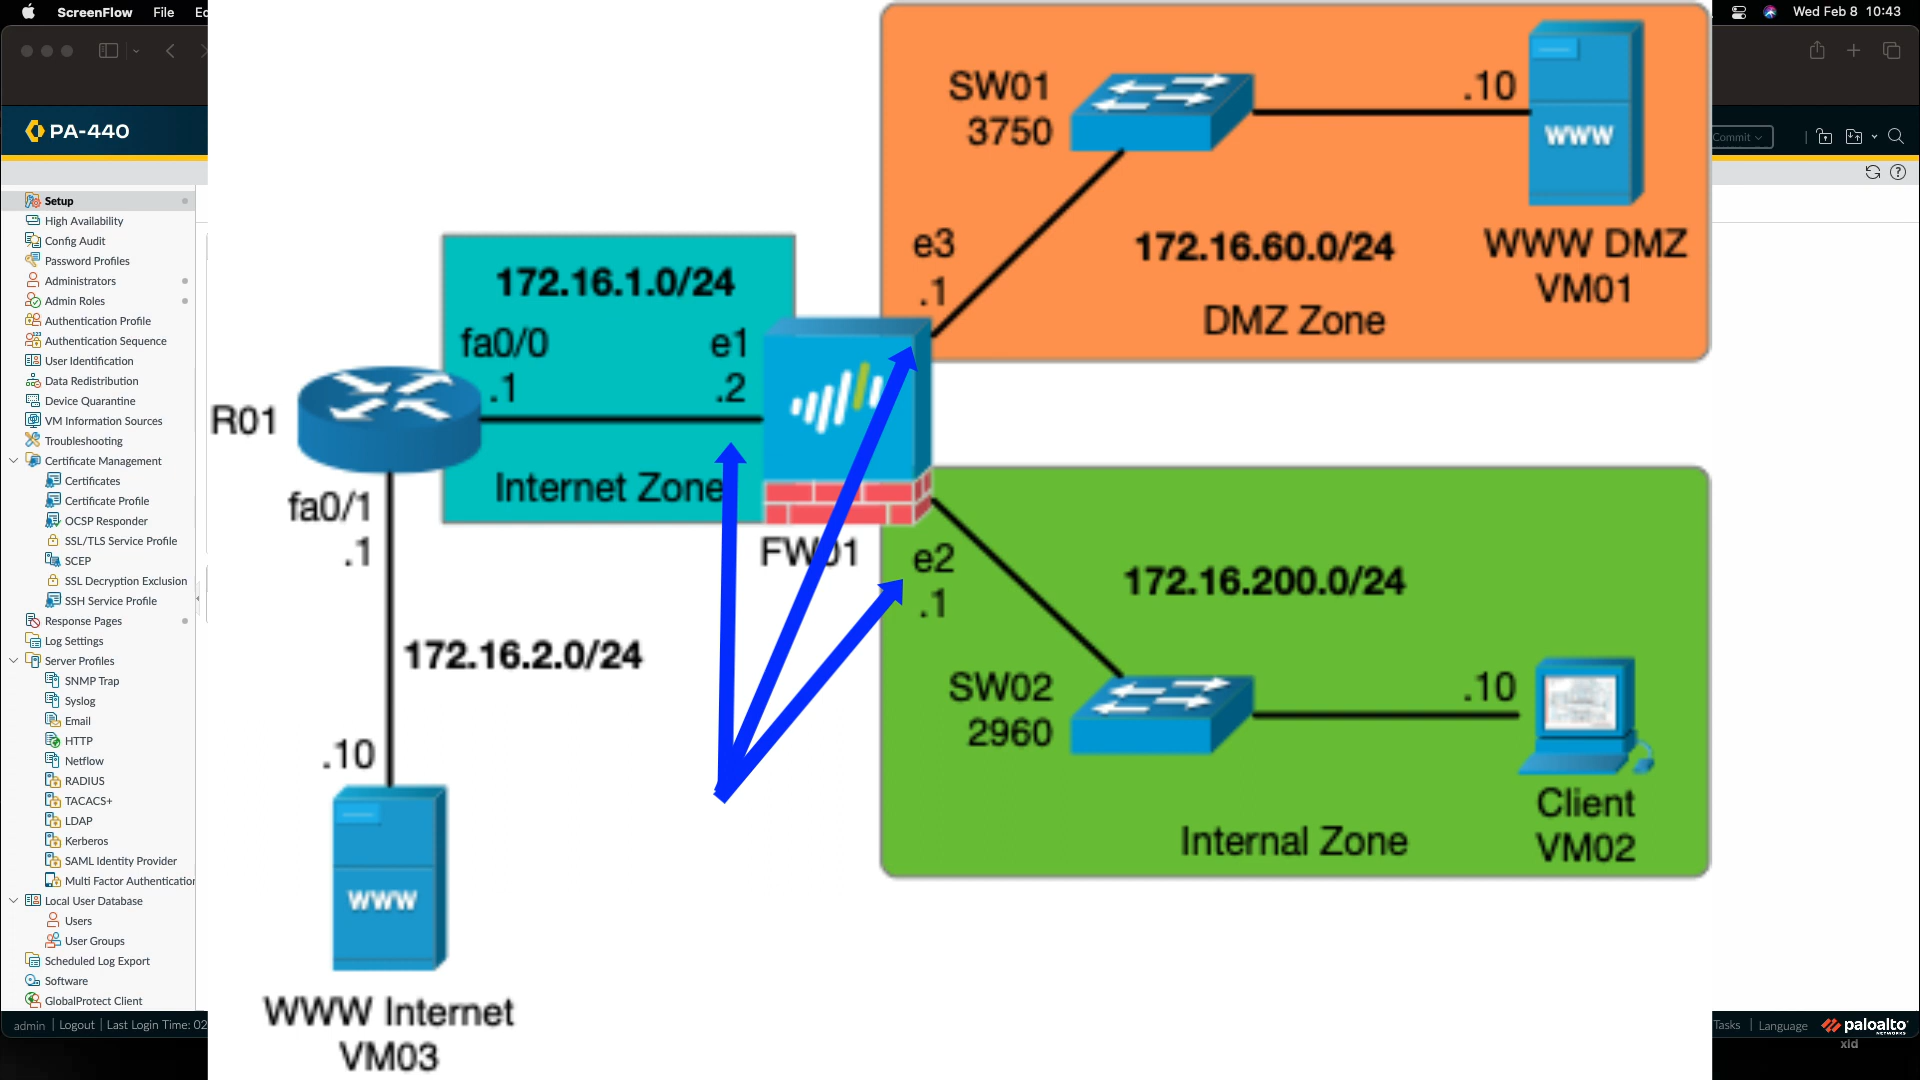 ScreenFlow File
Wed Feb 8 10:43
PA-440
Commit
Setup
High Availability
Config Audit
Password Profiles
Administrators
Admin Roles
Authentication Profile
Authentication Sequence
User Identification
Data Redistribution
Device Quarantine
VM Information Sources
Troubleshooting
Certificate Management
Certificates
Certificate Profile
OCSP Responder
SSL/TLS Service Profile
SCEP
SSL Decryption Exclusion
SSH Service Profile
Response Pages
Log Settings
Server Profiles
SNMP Trap
Syslog
Email
HTTP
Netflow
RADIUS
TACACS+
LDAP
Kerberos
SAML Identity Provider
Multi Factor Authentication
Local User Database
Users
User Groups
Scheduled Log Export
Software
GlobalProtect Client
admin | Logout | Last Login Time: 02
SW01
3750
.10
WWW
e3
.1
172.16.60.0/24
WWW DMZ
VM01
DMZ Zone
172.16.1.0/24
fa0/0
e1
.1
.2
R01
Internet Zone
FW01
fa0/1
.1
e2
.1
172.16.200.0/24
172.16.2.0/24
SW02
2960
.10
Client
VM02
Internal Zone
.10
WWW
WWW Internet
VM03
Tasks | Language
paloalto
NETWORKS
xld